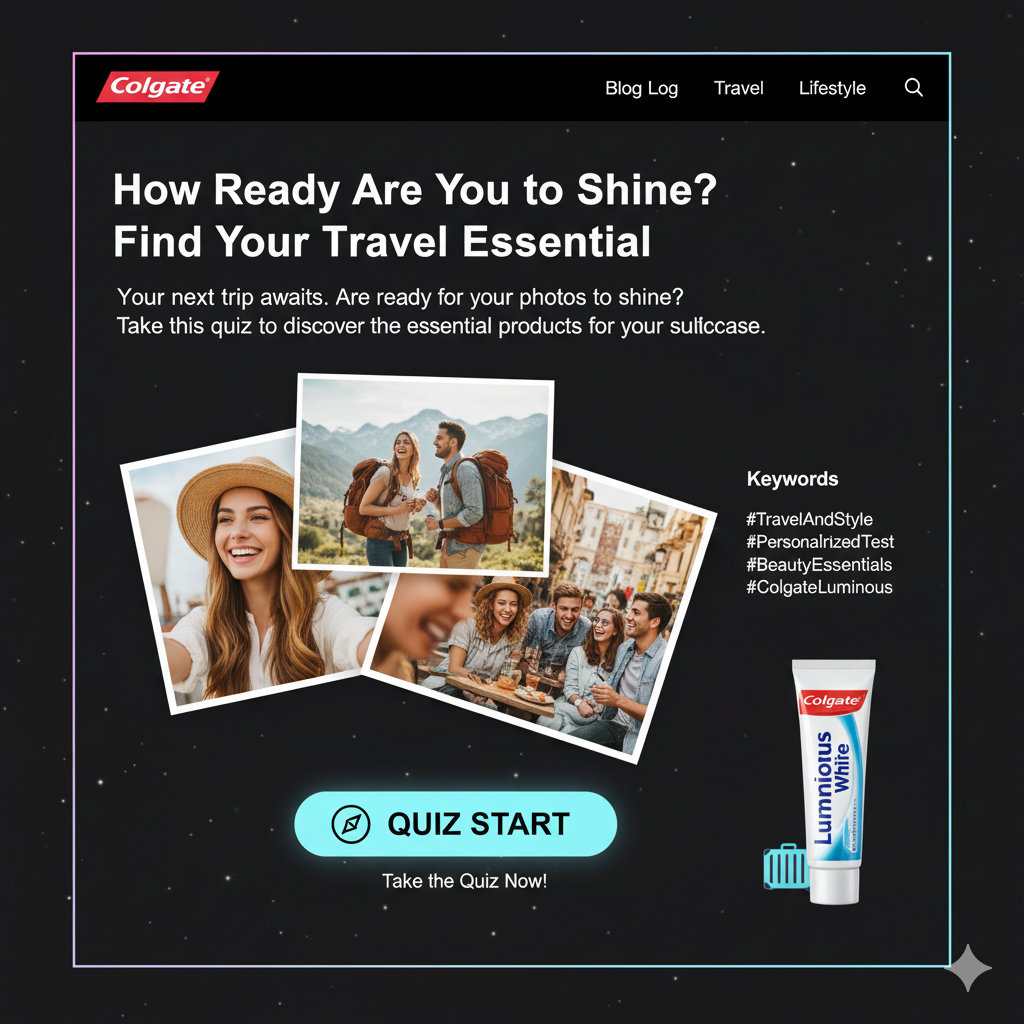 Colgate
Blog Log Travel Lifestyle
How Ready Are You to Shine?
Find Your Travel Essential
Your next trip awaits. Are ready for your photos to shine?
Take this quiz to discover the essential products for your sulfccase.
Keywords
#TravelAndStyle
#PersonalrizedTest
#BeautyEssentials
#ColgateLuminous
Colgate
Lumniorus
White
QUIZ START
Take the Quiz Now!